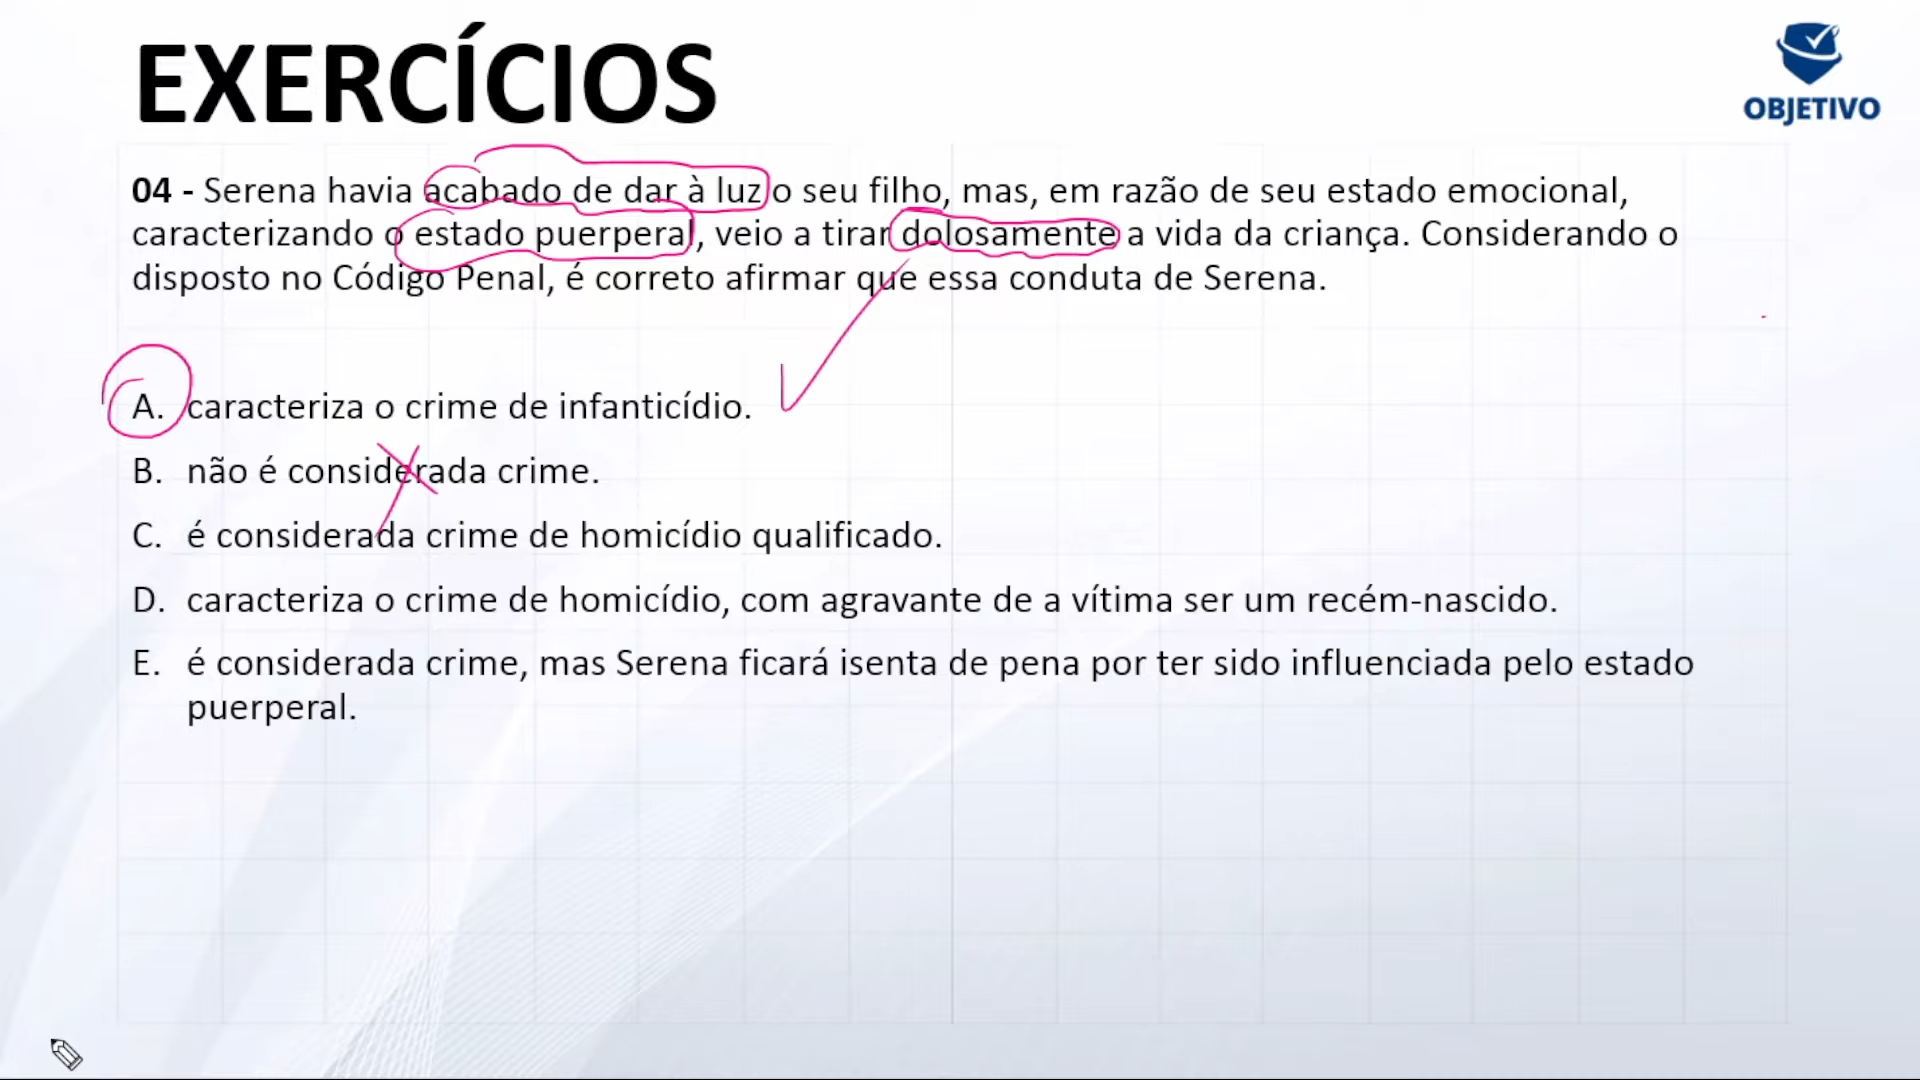 EXERCÍCIOS
OBJETIVO
04 - Serena havia acabado de dar à luz o seu filho, mas, em razão de seu estado emocional,
caracterizando o estado puerperal, veio a tirar dolosamente a vida da criança. Considerando o
disposto no Código Penal, é correto afirmar que essa conduta de Serena.
A. caracteriza o crime de infanticídio.
B. não é considerada crime.
C. é considerada crime de homicídio qualificado.
D. caracteriza o crime de homicídio, com agravante de a vítima ser um recém-nascido.
E. é considerada crime, mas Serena ficará isenta de pena por ter sido influenciada pelo estado
puerperal.